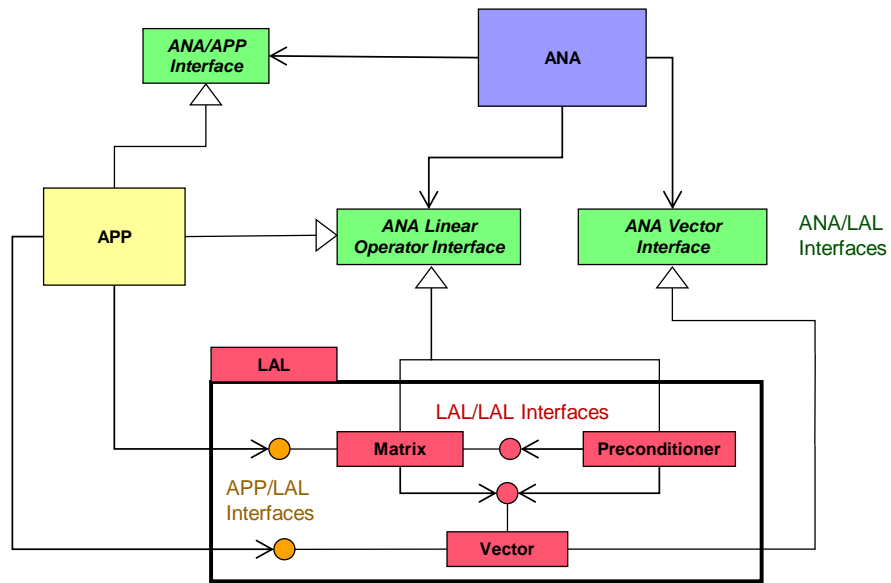 ANA/APP
Interface
ANA
APP
ANA Linear
Operator Interface
ANA Vector
Interface
ANA/LAL
Interfaces
LAL
LAL/LAL Interfaces
Matrix
Preconditioner
APP/LAL
Interfaces
Vector